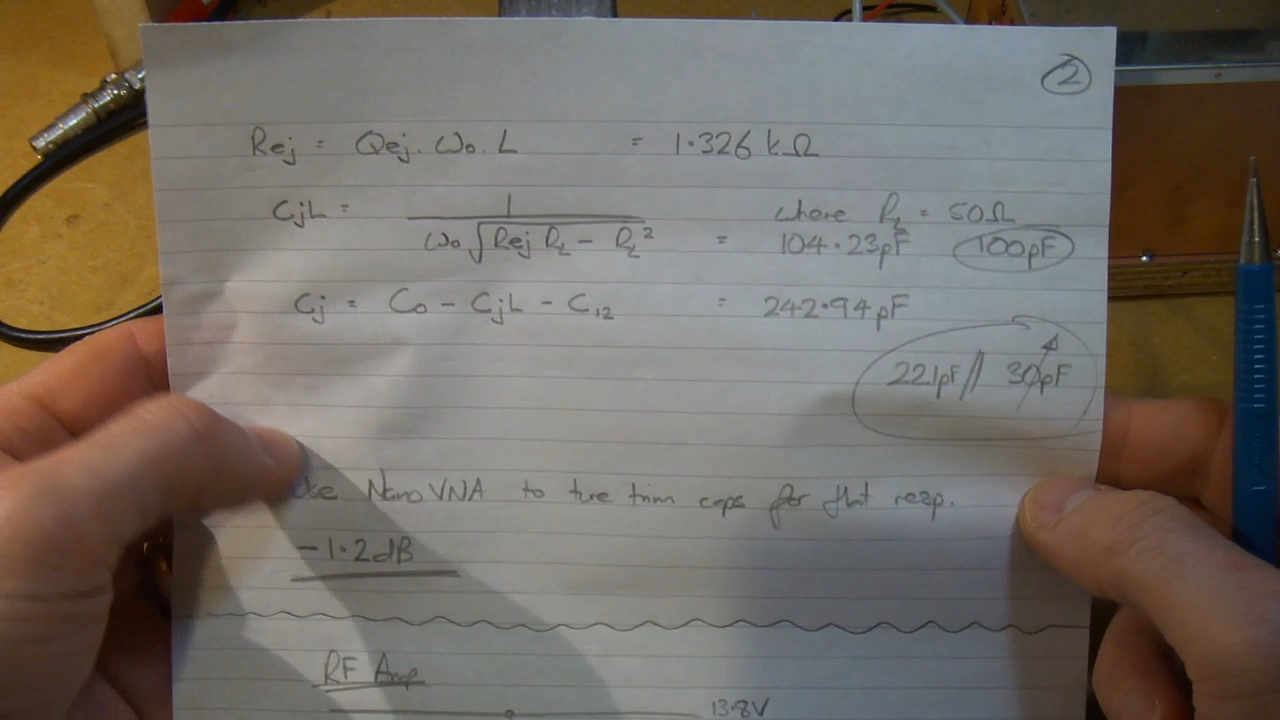 2
Rej = Qej. ω0. L = 1.326 kΩ
CjL = 1 / ω0 √(Rej RL - RL²) = 104.23pF where RL = 50Ω 100pF
Cj = C0 - CjL - C12 = 242.94pF
221pF // 30pF
NanoVNA to tune trim caps for flat resp.
-1.2dB
RF Amp
13.8V